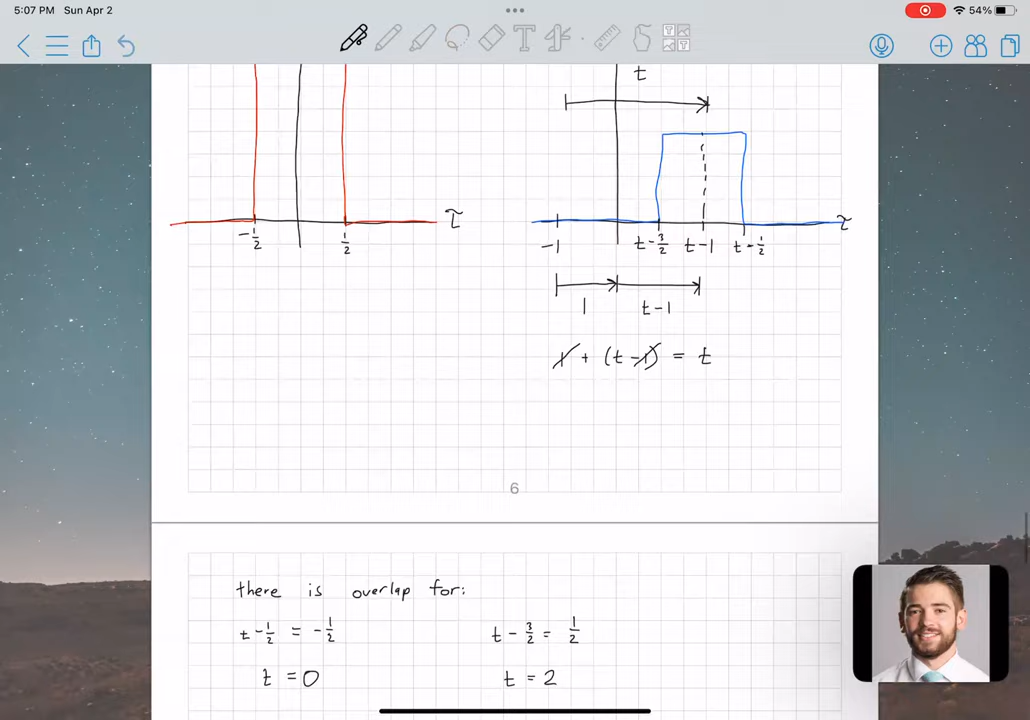 5:07 PM Sun Apr 2
54%
t
τ
-1/2
1/2
τ
-1
t-3/2
t-1
t-1/2
1
t-1
1 + (t-1) = t
6
there is overlap for:
t-1/2 = -1/2
t-3/2 = 1/2
t = 0
t = 2